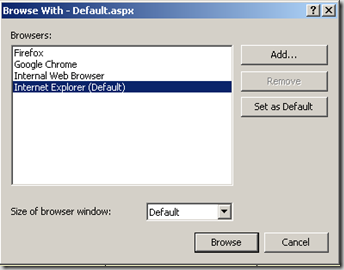 Browse With - Default.aspx
Browsers:
Firefox
Google Chrome
Internal Web Browser
Internet Explorer (Default)
Add...
Remove
Set as Default
Size of browser window:
Default
Browse
Cancel